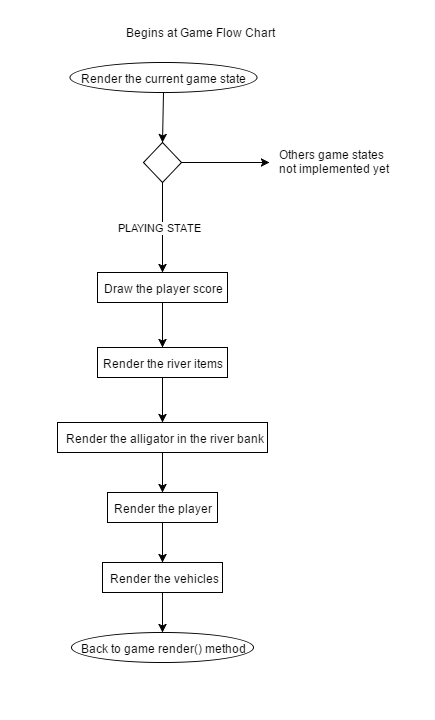 Begins at Game Flow Chart
Render the current game state
Others game states
not implemented yet
PLAYING STATE
Draw the player score
Render the river items
Render the alligator in the river bank
Render the player
Render the vehicles
Back to game render() method